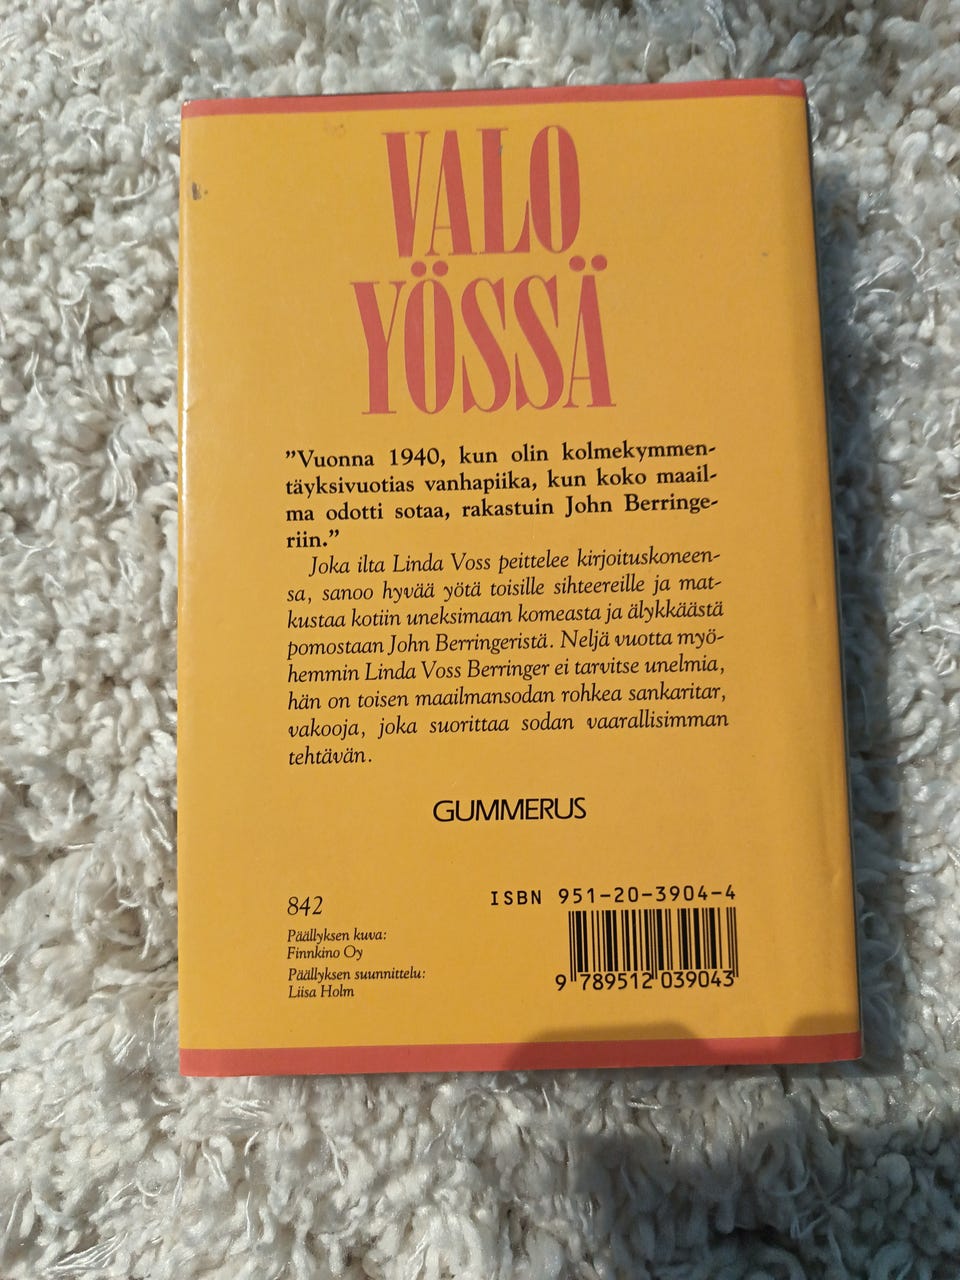 VALO
YÖSSÄ
”Vuonna 1940, kun olin kolmekymmen-
täyksivuotias vanhapiika, kun koko maail-
ma odotti sotaa, rakastuin John Berringe-
riin.”
Joka ilta Linda Voss peittelee kirjoituskoneen-
sa, sanoo hyvää yötä toisille sihteereille ja mat-
kustaa kotiin uneksimaan komeasta ja älykkäästä
pomostaan John Berringeristä. Neljä vuotta myö-
hemmin Linda Voss Berringer ei tarvitse unelmia,
hän on toisen maailmansodan rohkea sankaritar,
vakooja, joka suorittaa sodan vaarallisimman
tehtävän.
GUMMERUS
842
Päällyksen kuva:
Finnkino Oy
Päällyksen suunnittelu:
Liisa Holm
ISBN 951-20-3904-4
9 789512 039043